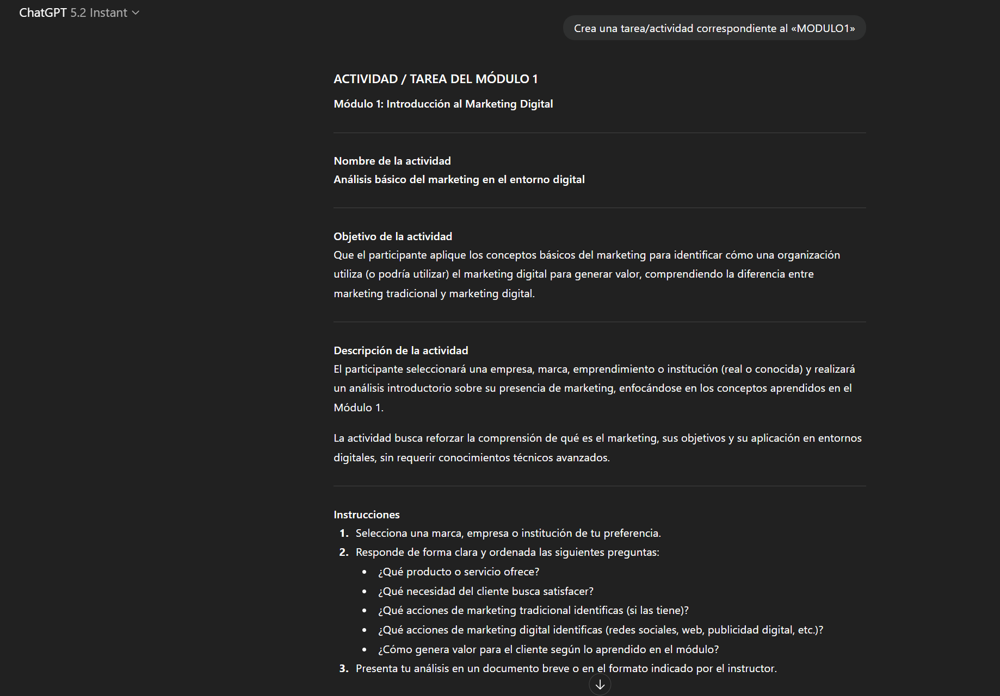 ChatGPT 5.2 Instant
Crea una tarea/actividad correspondiente al «MODULO1»
ACTIVIDAD / TAREA DEL MÓDULO 1
Módulo 1: Introducción al Marketing Digital
Nombre de la actividad
Análisis básico del marketing en el entorno digital
Objetivo de la actividad
Que el participante aplique los conceptos básicos del marketing para identificar cómo una organización
utiliza (o podría utilizar) el marketing digital para generar valor, comprendiendo la diferencia entre
marketing tradicional y marketing digital.
Descripción de la actividad
El participante seleccionará una empresa, marca, emprendimiento o institución (real o conocida) y realizará
un análisis introductorio sobre su presencia de marketing, enfocándose en los conceptos aprendidos en el
Módulo 1.
La actividad busca reforzar la comprensión de qué es el marketing, sus objetivos y su aplicación en entornos
digitales, sin requerir conocimientos técnicos avanzados.
Instrucciones
1. Selecciona una marca, empresa o institución de tu preferencia.
2. Responde de forma clara y ordenada las siguientes preguntas:
• ¿Qué producto o servicio ofrece?
• ¿Qué necesidad del cliente busca satisfacer?
• ¿Qué acciones de marketing tradicional identificas (si las tiene)?
• ¿Qué acciones de marketing digital identificas (redes sociales, web, publicidad digital, etc.)?
• ¿Cómo genera valor para el cliente según lo aprendido en el módulo?
3. Presenta tu análisis en un documento breve o en el formato indicado por el instructor.